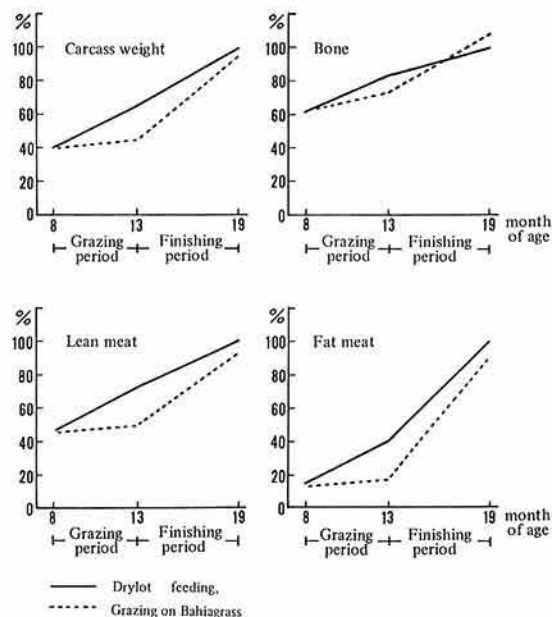 %
Carcass weight
100
80
60
40
20
0
8 13 19
Grazing period
Finishing period
%
Bone
100
80
60
40
20
0
8 13 19
month of age
Grazing period
Finishing period
%
Lean meat
100
80
60
40
20
0
8 13 19
Grazing period
Finishing period
%
Fat meat
100
80
60
40
20
8 13 19
month of age
Grazing period
Finishing period
Drylot feeding,
Grazing on Bahiagrass